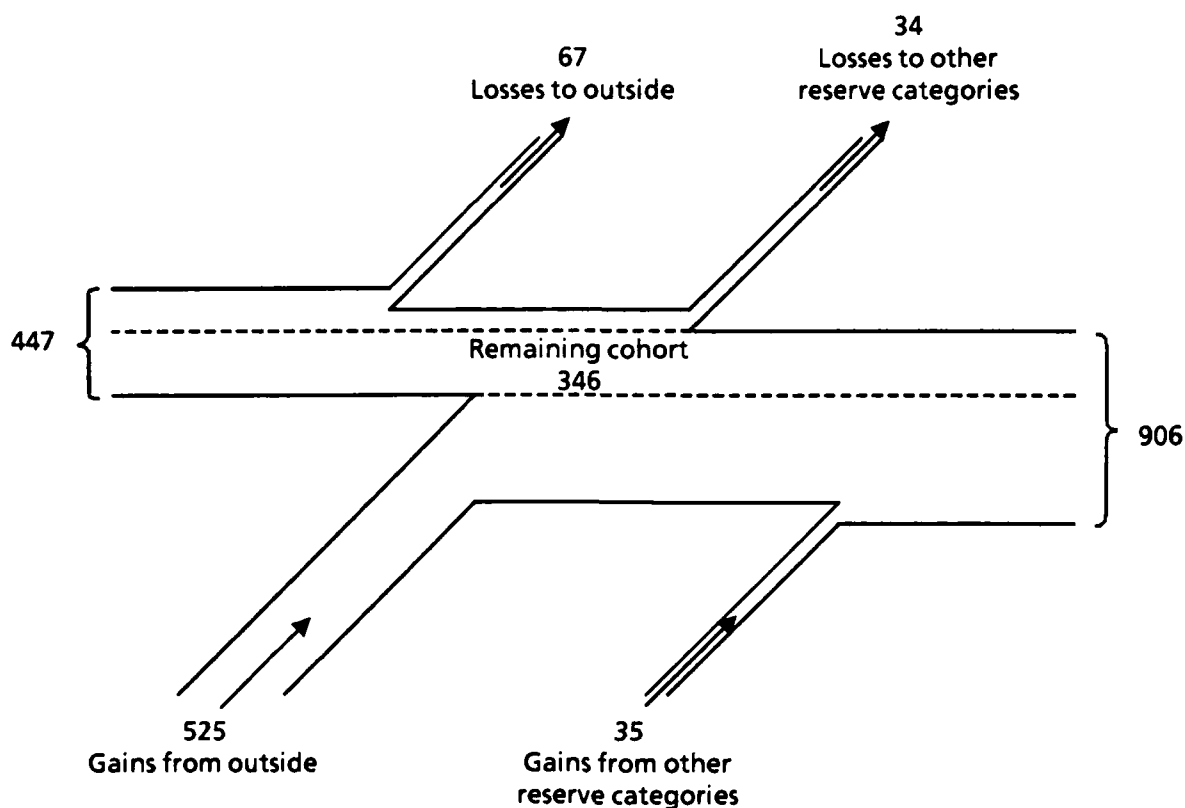 34
Losses to other
reserve categories
67
Losses to outside
447
Remaining cohort
346
906
525
Gains from outside
35
Gains from other
reserve categories